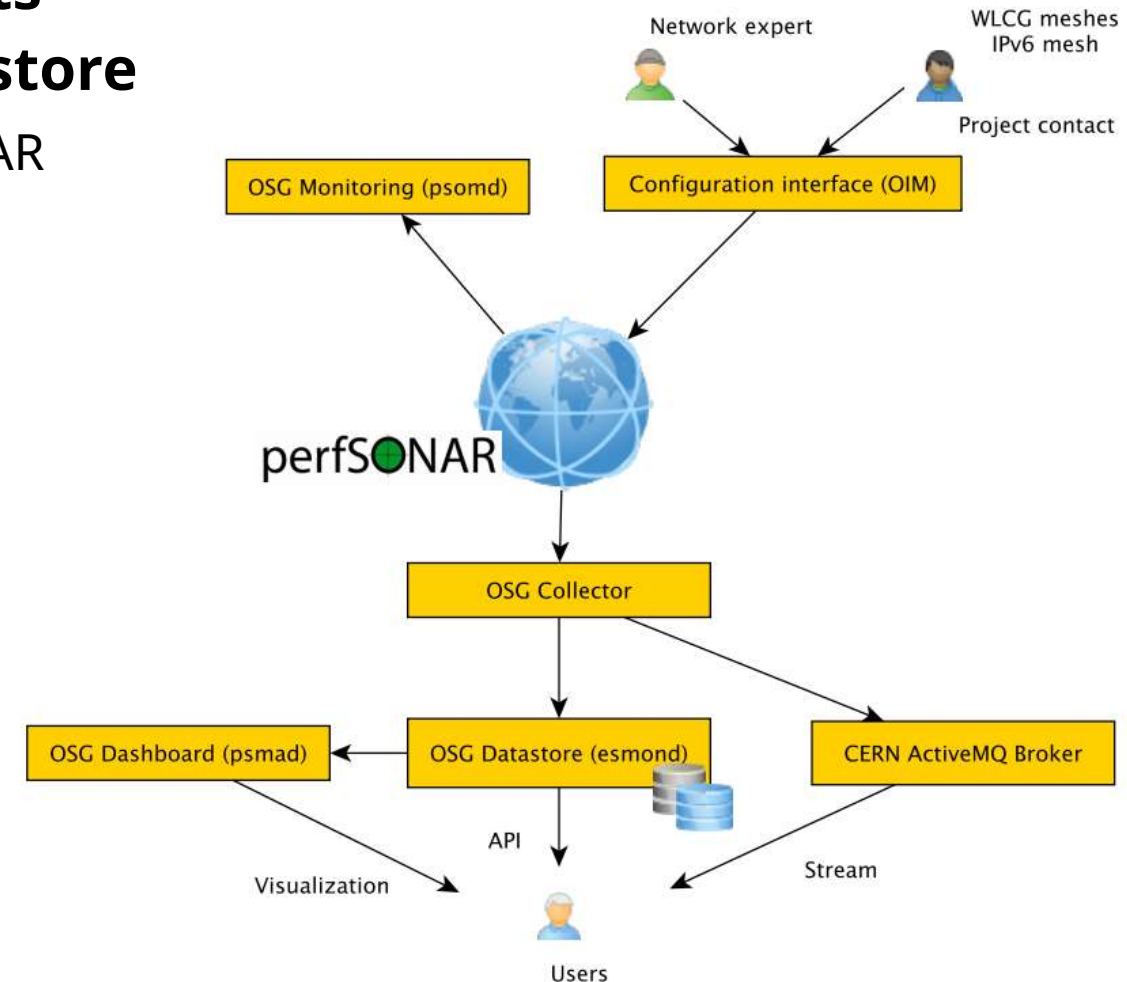 store
Network expert
WLCG meshes
IPv6 mesh
Project contact
OSG Monitoring (psomd)
Configuration interface (OIM)
perfSONAR
OSG Collector
OSG Dashboard (psmad)
OSG Datastore (esmond)
CERN ActiveMQ Broker
API
Visualization
Stream
Users